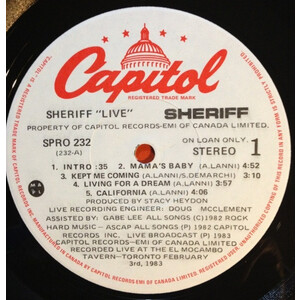 Capitol
REGISTERED TRADE MARK
SHERIFF "LIVE" SHERIFF
PROPERTY OF CAPITOL RECORDS-EMI OF CANADA LIMITED.
SPRO 232 ON LOAN ONLY.
(232-A) STEREO 1
1. INTRO :35 2. MAMA'S BABY (A.LANNI) 4:52
3. KEPT ME COMING (A.LANNI/S.DEMARCHI) 3:10
4. LIVING FOR A DREAM (A.LANNI) 3:57
5. CALIFORNIA (A.LANNI) 4:06
PRODUCED BY STACY HEYDON
LIVE RECORDING ENGINEER: DOUG MCCLEMENT
ASSISTED BY: GABE LEE ALL SONGS (C)1982 ROCK
HARD MUSIC - ASCAP ALL SONGS (P) 1982 CAPITOL
RECORDS INC. LIVE BROADCAST (P) 1983
CAPITOL RECORDS-EMI OF CANADA LIMITED
RECORDED LIVE AT THE EL MOCAMBO
TAVERN-TORONTO FEBRUARY
3rd, 1983